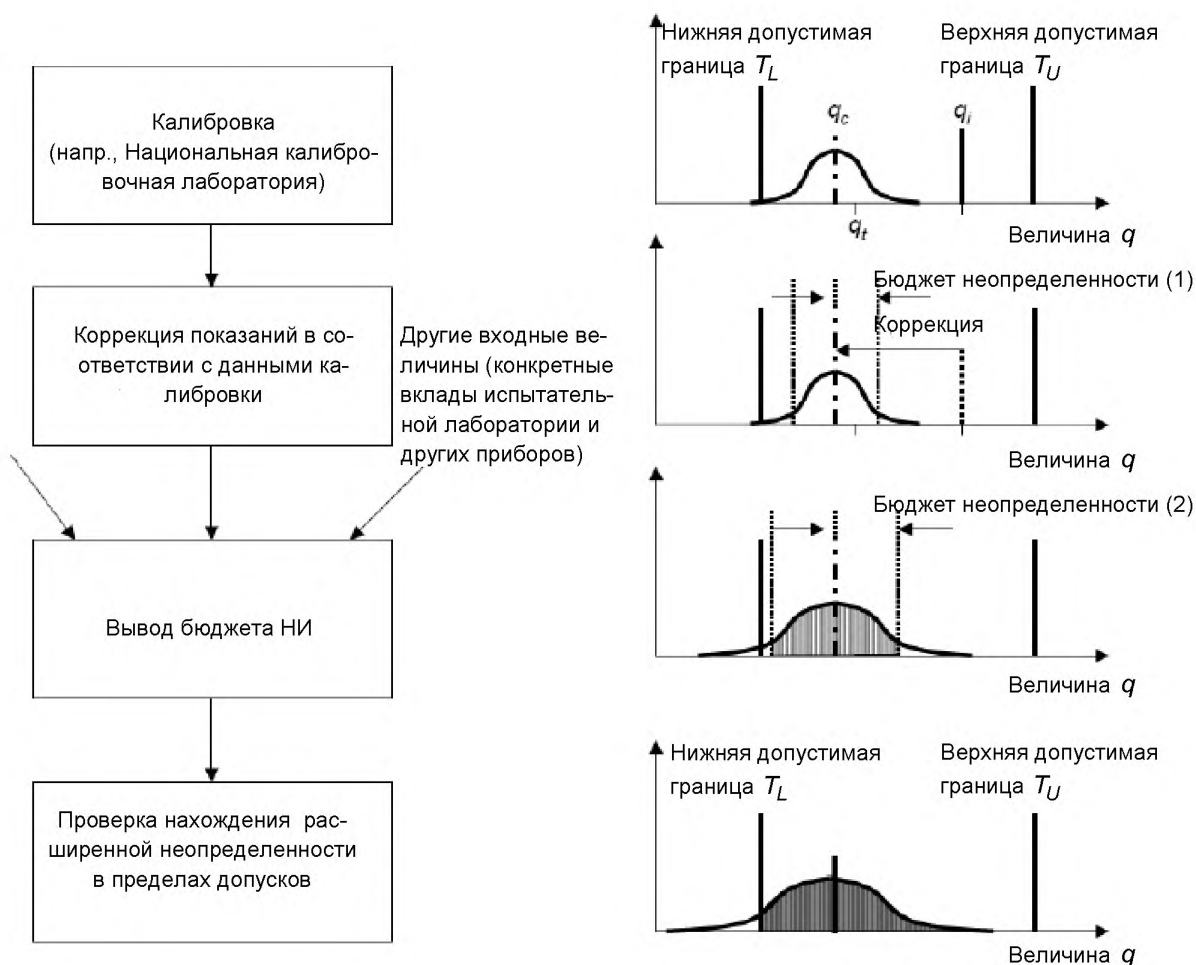 Калибровка
(напр., Национальная калибро-
вочная лаборатория)
Коррекция показаний в со-
ответствии с данными ка-
либровки
Другие входные ве-
личины (конкретные
вклады испытатель-
ной лаборатории и
других приборов)
Вывод бюджета НИ
Проверка нахождения рас-
ширенной неопределенности
в пределах допусков
Нижняя допустимая
граница T_L
Верхняя допустимая
граница T_U
q_c
q_i
q_t
Величина q
Бюджет неопределенности (1)
Коррекция
Величина q
Бюджет неопределенности (2)
Величина q
Нижняя допустимая
граница T_L
Верхняя допустимая
граница T_U
Величина q